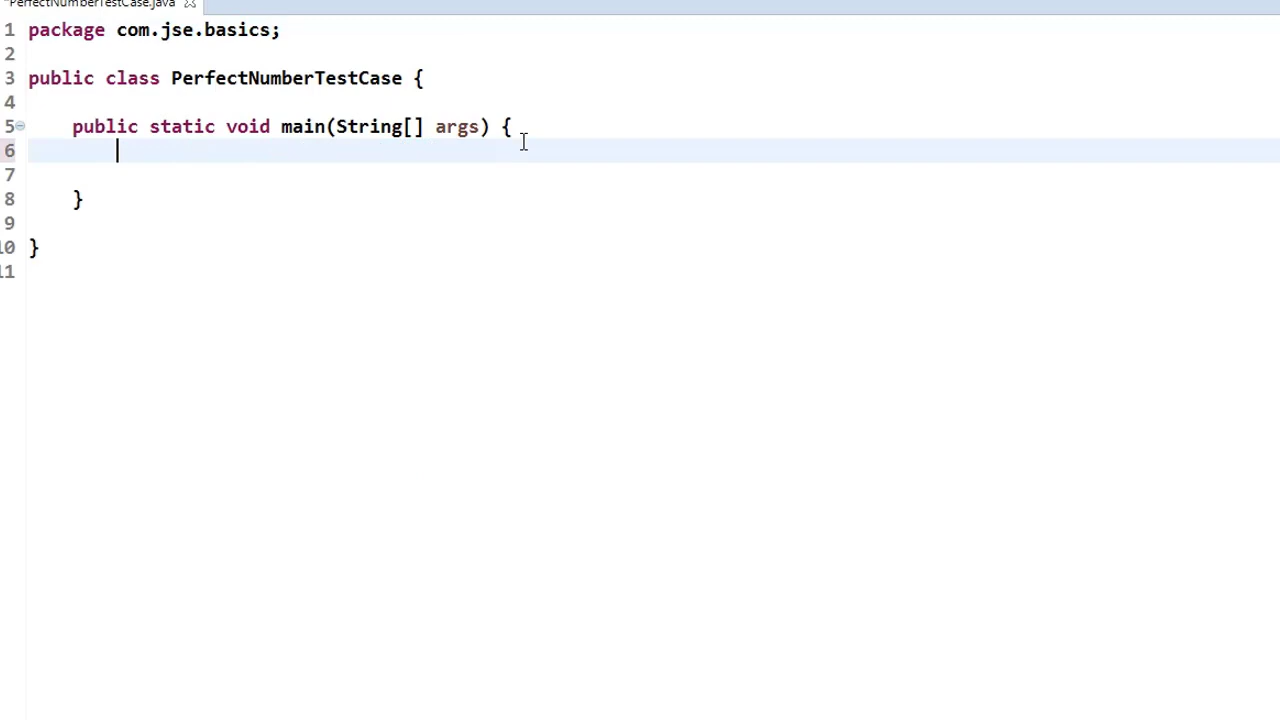 *PerfectNumberTestCase.java
1 package com.jse.basics;
2
3 public class PerfectNumberTestCase {
4
5 public static void main(String[] args) {
6
7
8 }
9
10 }
11